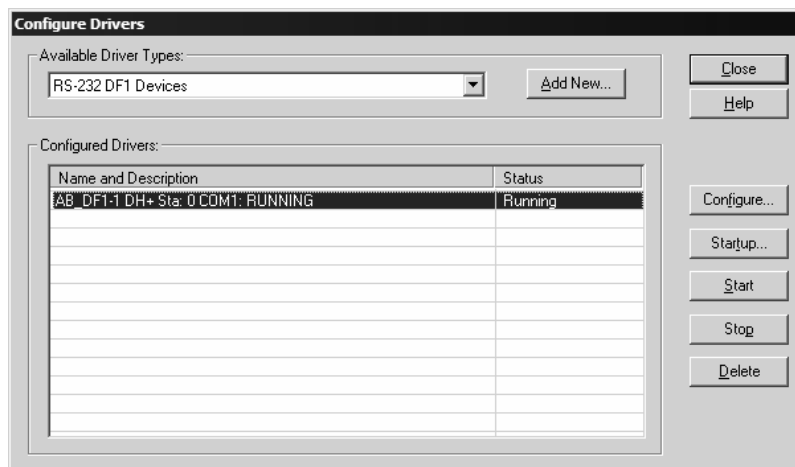 Configure Drivers
Available Driver Types:
RS-232 DF1 Devices
Add New...
Close
Help
Configured Drivers:
Name and Description Status
AB_DF1-1 DH+ Sta: 0 COM1: RUNNING Running
Configure...
Startup...
Start
Stop
Delete